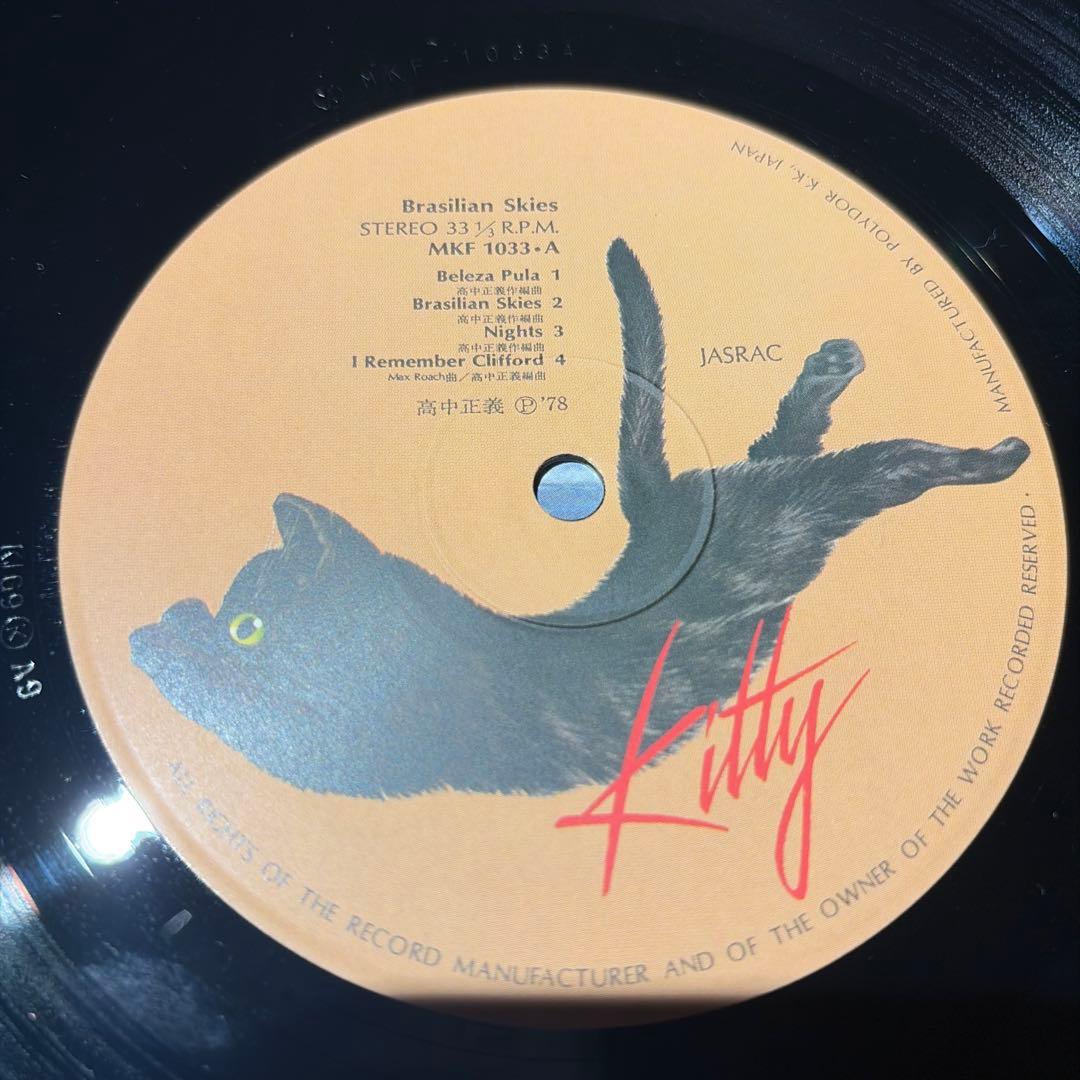 MKF-1033A
Brasilian Skies
STEREO 33 1/3 R.P.M.
MKF 1033・A
Beleza Pula 1
高中正義作編曲
Brasilian Skies 2
高中正義作編曲
Nights 3
高中正義作編曲
I Remember Clifford 4
Max Roach曲/高中正義編曲
高中正義 Ⓟ'78
JASRAC
Kitty
MANUFACTURED BY POLYDOR K.K., JAPAN
ALL RIGHTS OF THE RECORD MANUFACTURER AND OF THE OWNER OF THE WORK RECORDED RESERVED ·